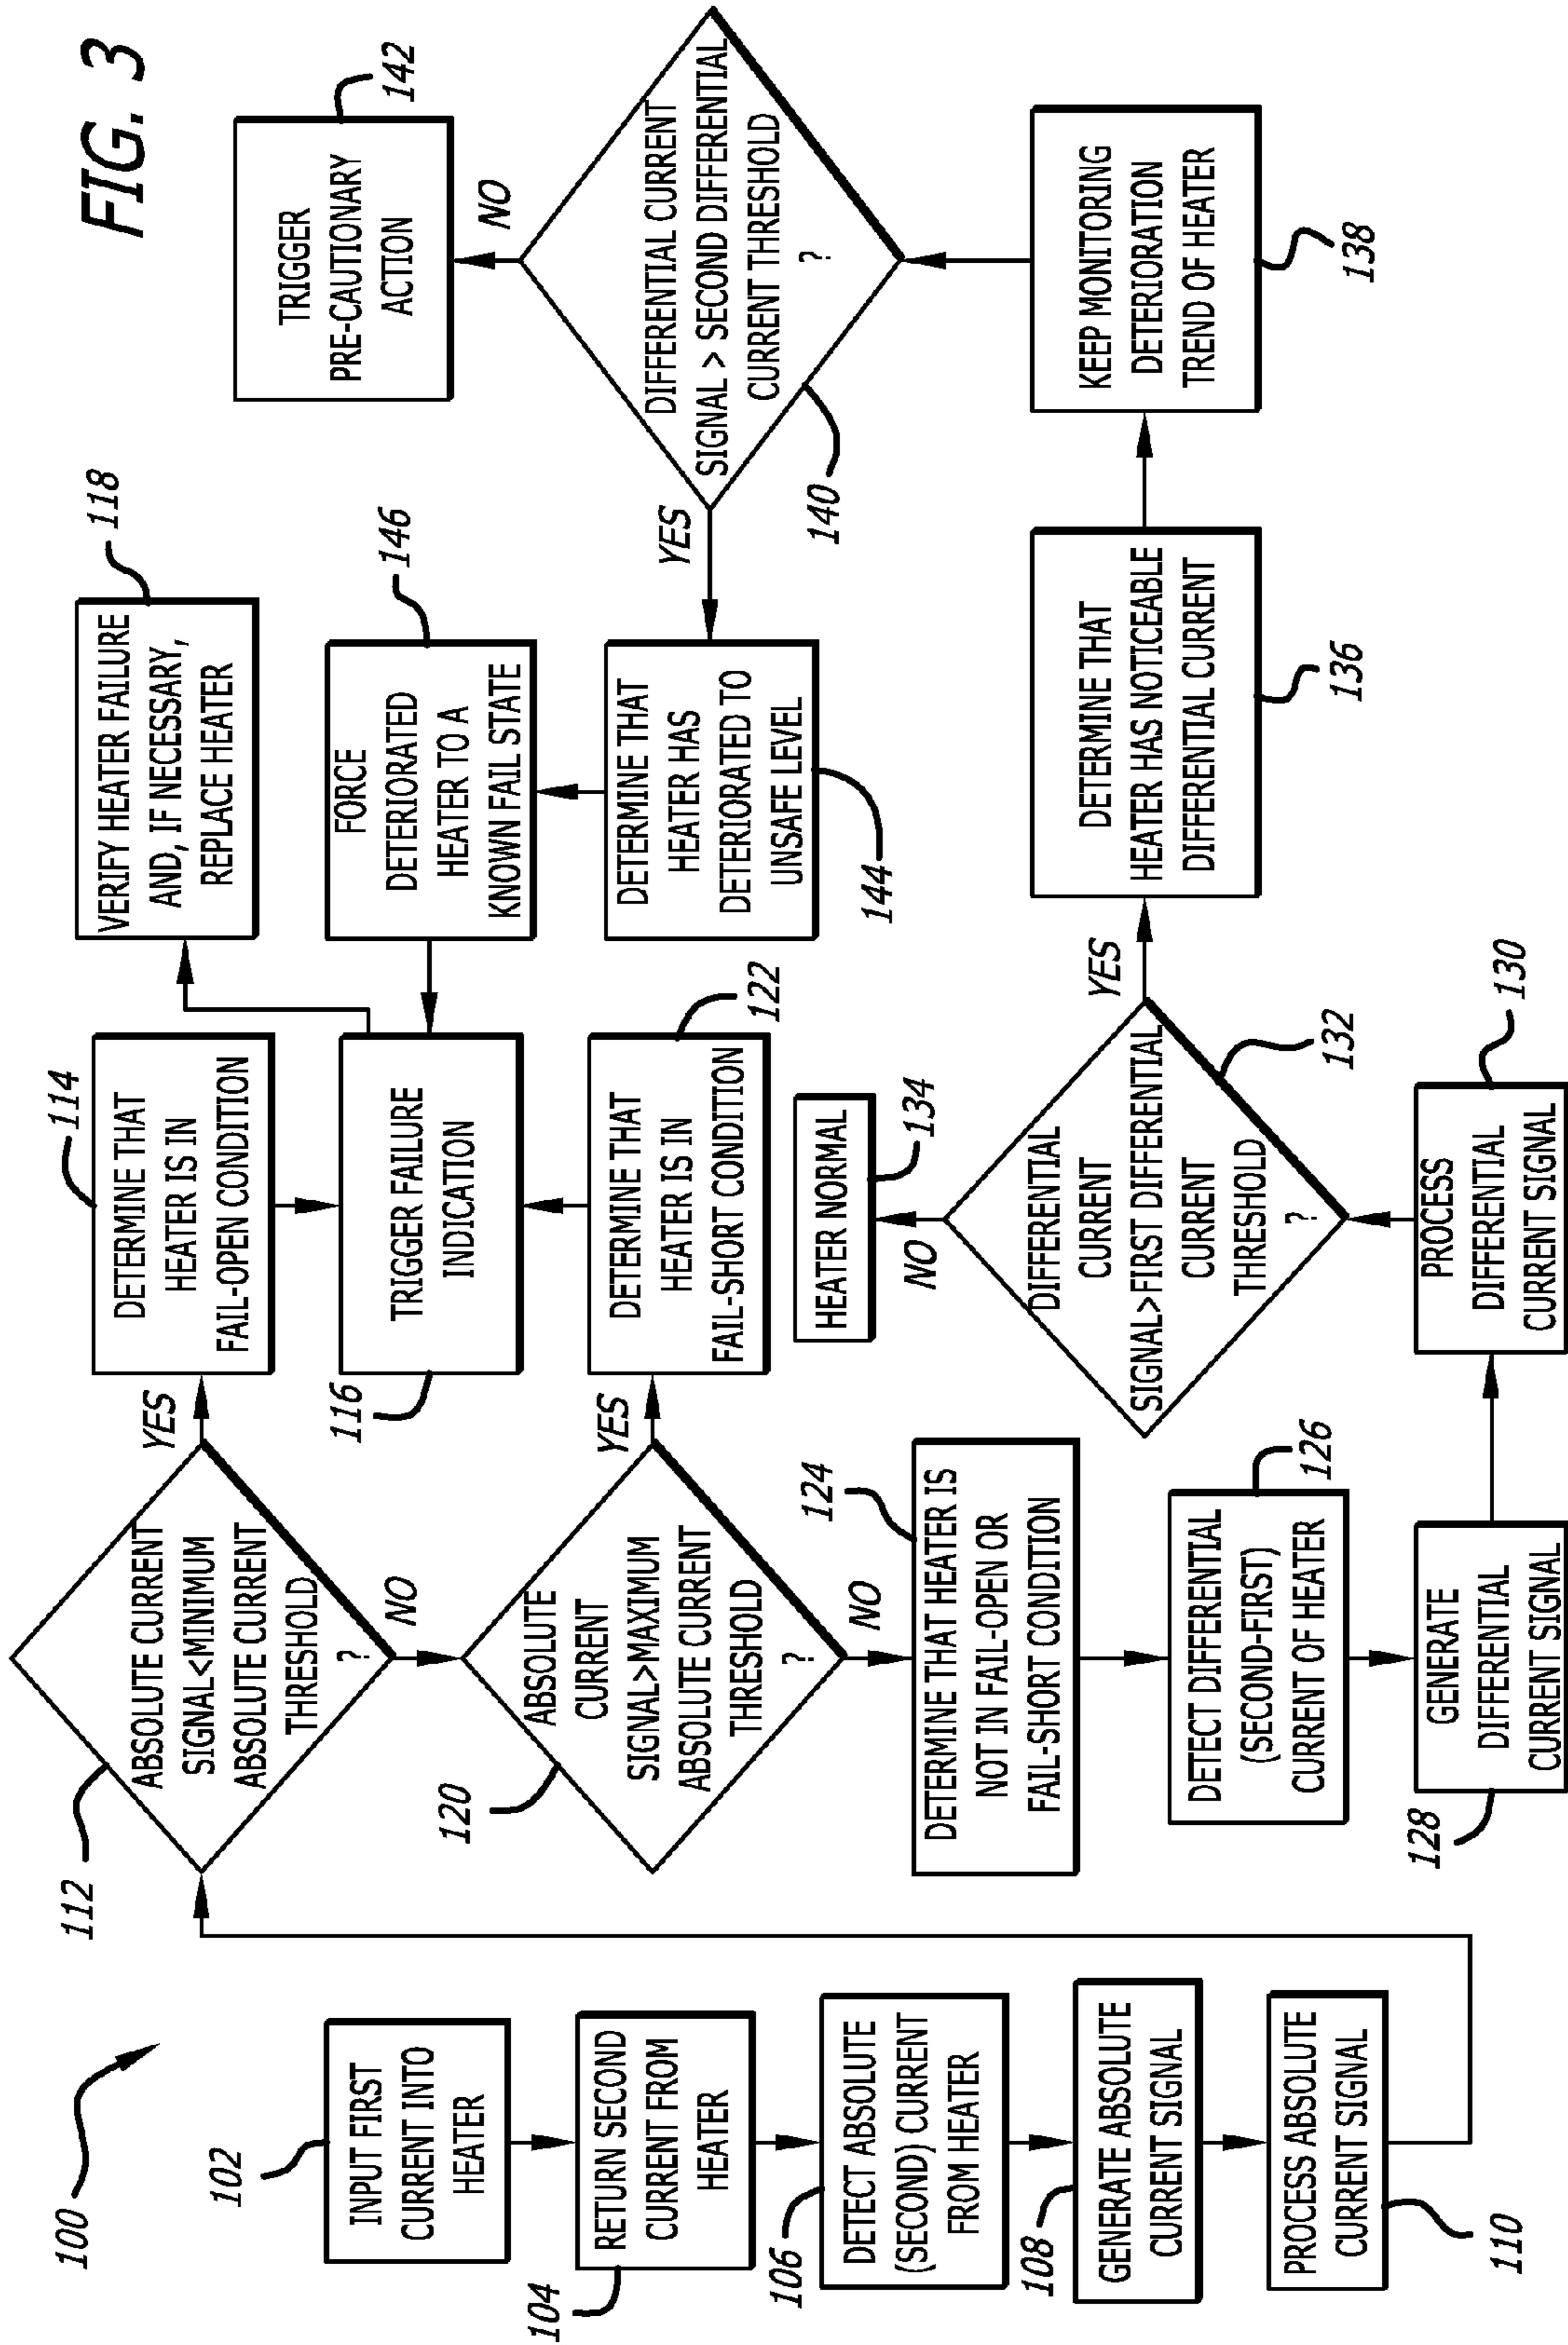 FIG. 3
100
102
INPUT FIRST
CURRENT INTO
HEATER
104
RETURN SECOND
CURRENT FROM
HEATER
106
DETECT ABSOLUTE
(SECOND) CURRENT
FROM HEATER
108
GENERATE ABSOLUTE
CURRENT SIGNAL
110
PROCESS ABSOLUTE
CURRENT SIGNAL
112
ABSOLUTE CURRENT
SIGNAL<MINIMUM
ABSOLUTE CURRENT
THRESHOLD
?
YES
NO
114
DETERMINE THAT
HEATER IS IN
FAIL-OPEN CONDITION
116
TRIGGER FAILURE
INDICATION
118
VERIFY HEATER FAILURE
AND, IF NECESSARY,
REPLACE HEATER
120
ABSOLUTE
CURRENT
SIGNAL>MAXIMUM
ABSOLUTE CURRENT
THRESHOLD
?
YES
NO
122
DETERMINE THAT
HEATER IS IN
FAIL-SHORT CONDITION
124
DETERMINE THAT HEATER IS
NOT IN FAIL-OPEN OR
FAIL-SHORT CONDITION
126
DETECT DIFFERENTIAL
(SECOND-FIRST)
CURRENT OF HEATER
128
GENERATE
DIFFERENTIAL
CURRENT SIGNAL
130
PROCESS
DIFFERENTIAL
CURRENT SIGNAL
132
DIFFERENTIAL
CURRENT
SIGNAL>FIRST DIFFERENTIAL
CURRENT
THRESHOLD
?
NO
YES
134
HEATER NORMAL
136
DETERMINE THAT
HEATER HAS NOTICEABLE
DIFFERENTIAL CURRENT
138
KEEP MONITORING
DETERIORATION
TREND OF HEATER
140
DIFFERENTIAL CURRENT
SIGNAL > SECOND DIFFERENTIAL
CURRENT THRESHOLD
?
NO
YES
142
TRIGGER
PRE-CAUTIONARY
ACTION
144
DETERMINE THAT
HEATER HAS
DETERIORATED TO
UNSAFE LEVEL
146
FORCE
DETERIORATED
HEATER TO A
KNOWN FAIL STATE